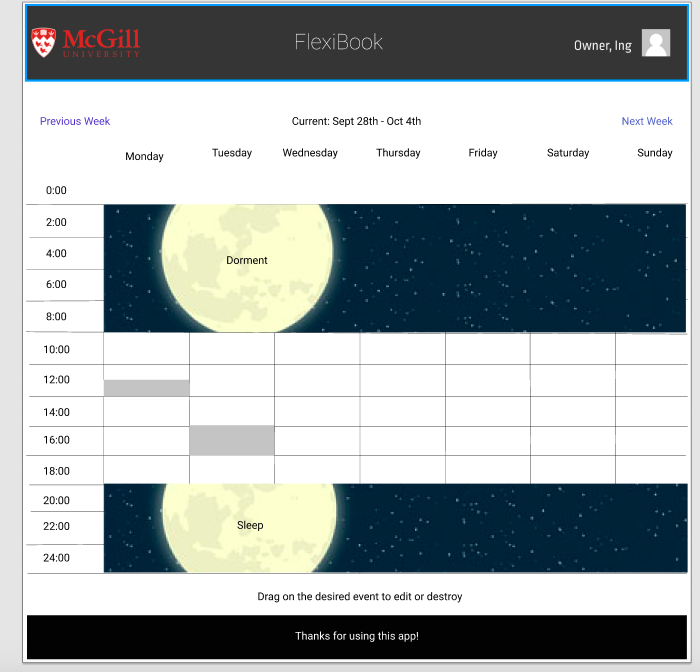 McGill
UNIVERSITY
FlexiBook
Owner, Ing
Previous Week
Current: Sept 28th - Oct 4th
Next Week
Monday
Tuesday
Wednesday
Thursday
Friday
Saturday
Sunday
0:00
2:00
4:00
Dorment
6:00
8:00
10:00
12:00
14:00
16:00
18:00
20:00
22:00
Sleep
24:00
Drag on the desired event to edit or destroy
Thanks for using this app!